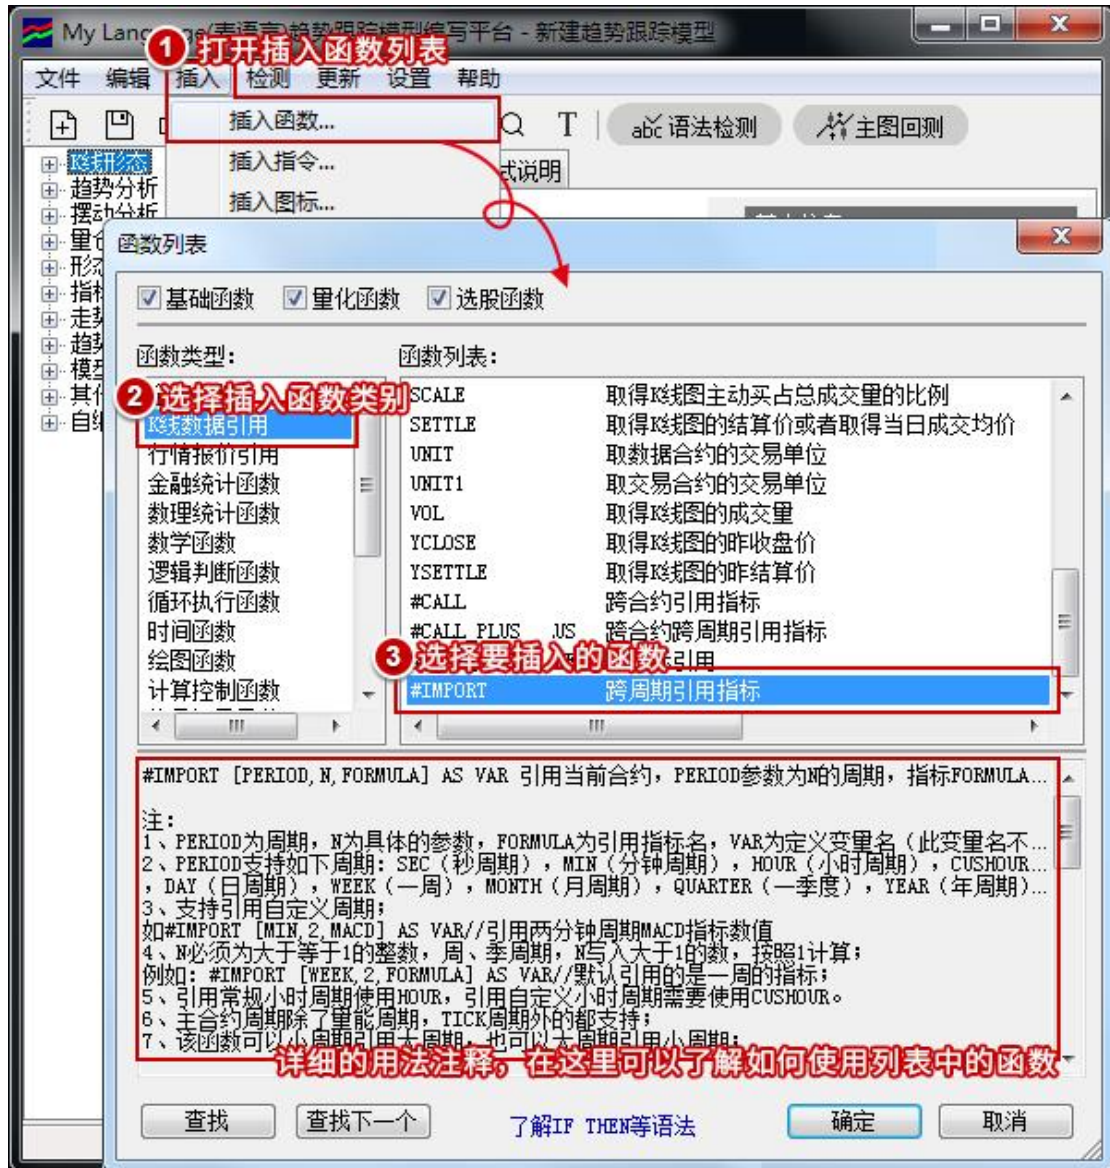 My Lang
平台 - 新建趋势跟踪模型
1 打开插入函数列表
文件 编辑 插入 检测 更新 设置 帮助
插入函数...
T
abc 语法检测
主图回测
插入指令...
式说明
插入图标...
K线形态
趋势分析
摆动分析
函数列表
基础函数 量化函数 选股函数
函数类型:
函数列表:
2 选择插入函数类别
K线数据引用
行情报价引用
金融统计函数
数理统计函数
数学函数
逻辑判断函数
循环执行函数
时间函数
绘图函数
计算控制函数
SCALE 取得K线图主动买占总成交量的比例
SETTLE 取得K线图的结算价或者取得当日成交均价
UNIT 取数据合约的交易单位
UNIT1 取交易合约的交易单位
VOL 取得K线图的成交量
YCLOSE 取得K线图的昨收盘价
YSETTLE 取得K线图的昨结算价
#CALL 跨合约引用指标
#CALL_PLUS US 跨合约跨周期引用指标
3 选择要插入的函数
引用
#IMPORT 跨周期引用指标
#IMPORT [PERIOD,N,FORMULA] AS VAR 引用当前合约，PERIOD参数为N的周期，指标FORMULA...
注：
1、PERIOD为周期，N为具体的参数，FORMULA为引用指标名，VAR为定义变量名（此变量名不...
2、PERIOD支持如下周期：SEC（秒周期），MIN（分钟周期），HOUR（小时周期），CUSHOUR...
，DAY（日周期），WEEK（一周），MONTH（月周期），QUARTER（一季度），YEAR（年周期)...
3、支持引用自定义周期；
如#IMPORT [MIN,2,MACD] AS VAR//引用两分钟周期MACD指标数值
4、N必须为大于等于1的整数，周、季周期，N写入大于1的数，按照1计算；
例如：#IMPORT [WEEK,2,FORMULA] AS VAR//默认引用的是一周的指标；
5、引用常规小时周期使用HOUR，引用自定义小时周期需要使用CUSHOUR。
6、主合约周期除了量能周期，TICK周期外的都支持；
7、该函数可以小周期引用大周期，也可以大周期引用小周期；
详细的用法注释，在这里可以了解如何使用列表中的函数
查找 查找下一个 了解IF THEN等语法 确定 取消